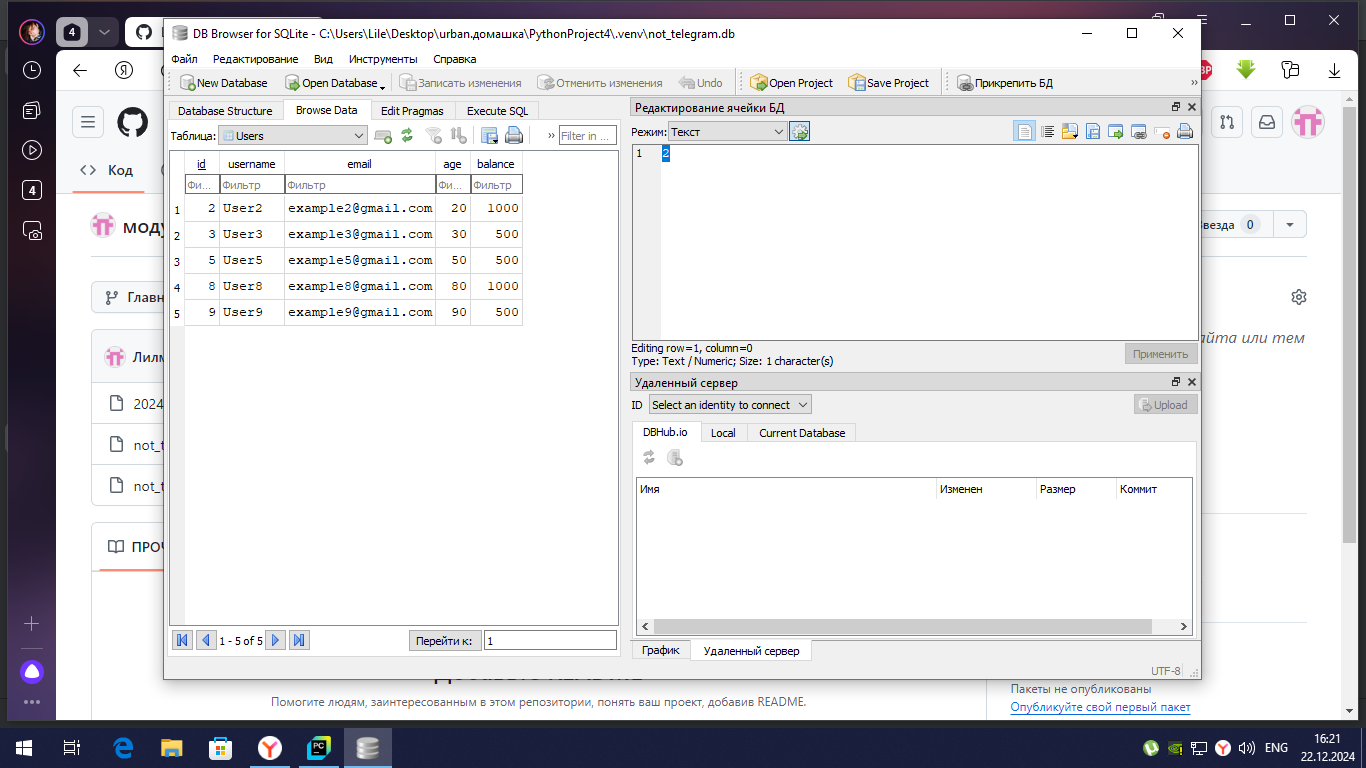 4
DB Browser for SQLite - C:\Users\Lile\Desktop\urban.домашка\PythonProject4\.venv\not_telegram.db
Файл Редактирование Вид Инструменты Справка
New Database Open Database Записать изменения Отменить изменения Undo Open Project Save Project Прикрепить БД »
Database Structure Browse Data Edit Pragmas Execute SQL
Таблица: Users » Filter in ...
id username email age balance
Фи... Фильтр Фильтр Фи... Фильтр
1 2 User2 example2@gmail.com 20 1000
2 3 User3 example3@gmail.com 30 500
3 5 User5 example5@gmail.com 50 500
4 8 User8 example8@gmail.com 80 1000
5 9 User9 example9@gmail.com 90 500
1 - 5 of 5 Перейти к: 1
Редактирование ячейки БД
Режим: Текст
1 2
Editing row=1, column=0
Type: Text / Numeric; Size: 1 character(s)
Применить
Удаленный сервер
ID Select an identity to connect Upload
DBHub.io Local Current Database
Имя Изменен Размер Коммит
График Удаленный сервер
UTF-8
Я
4
Код
моду
Звезда 0
Главн
айта или тем
Лилм
2024
not_t
not_t
ПРОЧ
Помогите людям, заинтересованным в этом репозитории, понять ваш проект, добавив README.
Пакеты не опубликованы
Опубликуйте свой первый пакет
PC
ENG
16:21
22.12.2024